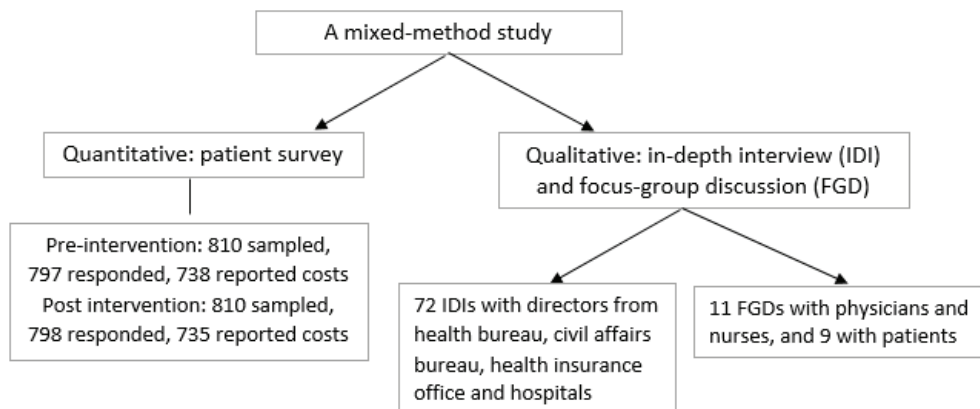 A mixed-method study
Quantitative: patient survey
Qualitative: in-depth interview (IDI)
and focus-group discussion (FGD)
Pre-intervention: 810 sampled,
797 responded, 738 reported costs
Post intervention: 810 sampled,
798 responded, 735 reported costs
72 IDIs with directors from
health bureau, civil affairs
bureau, health insurance
office and hospitals
11 FGDs with physicians and
nurses, and 9 with patients